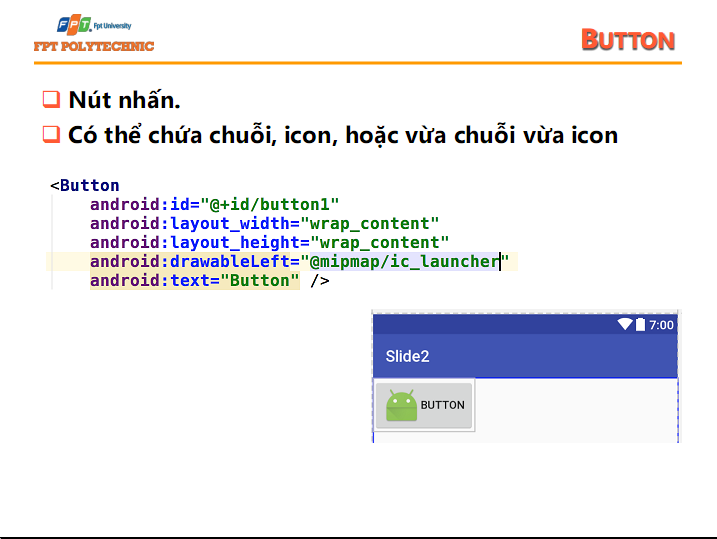 FPT. Fpt University
FPT POLYTECHNIC
BUTTON
Nút nhấn.
Có thể chứa chuỗi, icon, hoặc vừa chuỗi vừa icon
<Button
android:id="@+id/button1"
android:layout_width="wrap_content"
android:layout_height="wrap_content"
android:drawableLeft="@mipmap/ic_launcher"
android:text="Button" />
7:00
Slide2
BUTTON